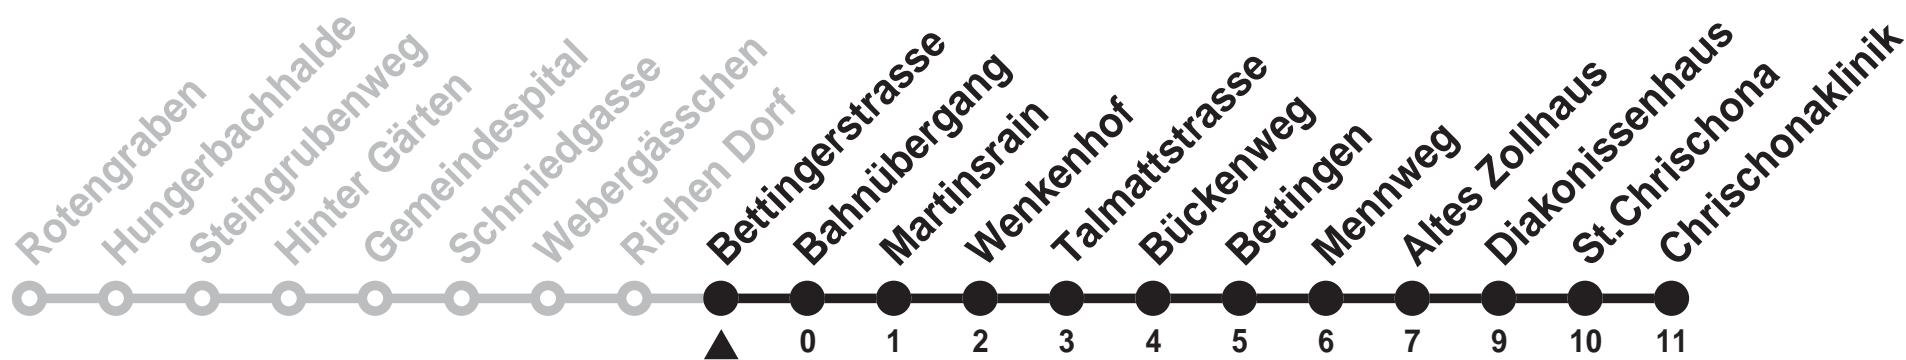 Rotengraben
Hungerbachhalde
Steingrubenweg
Hinter Gärten
Gemeindespital
Schmiedgasse
Webergässchen
Riehen Dorf
Bettingerstrasse
Bahnübergang
Martinsrain
Wenkenhof
Talmattstrasse
Bückenweg
Bettingen
Mennweg
Altes Zollhaus
Diakonissenhaus
St.Chrischona
Chrischonaklinik
0 1 2 3 4 5 6 7 9 10 11